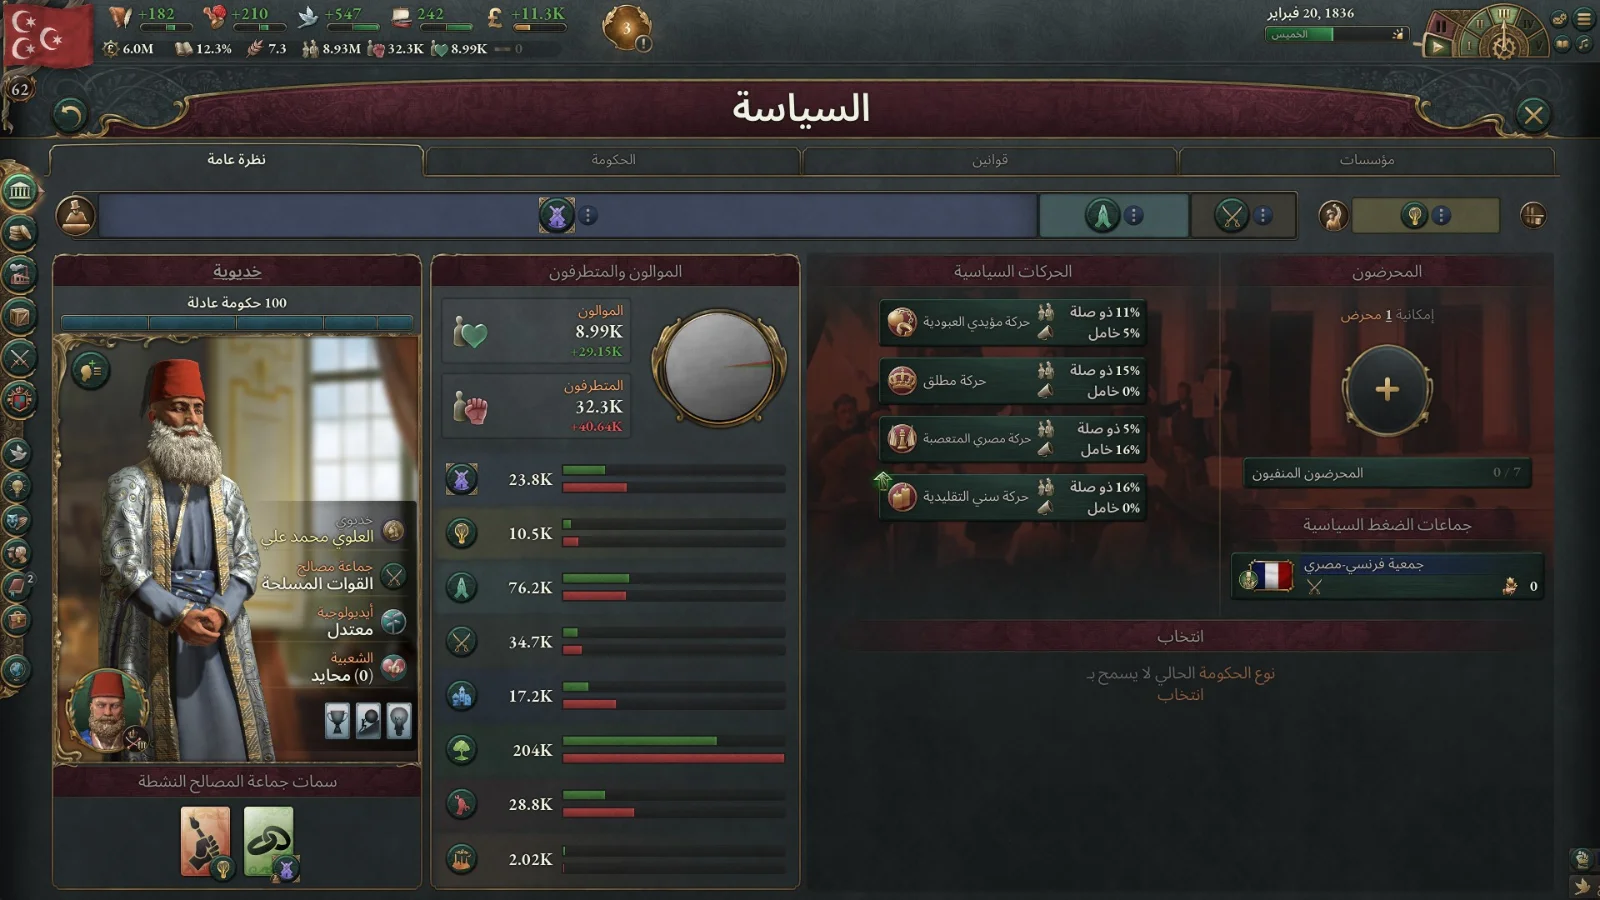 +182
+210
+547
242
+11.3K
3
6.0M
12.3%
7.3
8.93M
32.3K
8.99K
0
20 فبراير, 1836
الخميس
62
السياسة
نظرة عامة
الحكومة
قوانين
مؤسسات
خديوية
100 حكومة عادلة
خديوي
العلوي محمد علي
جماعة مصالح
القوات المسلحة
أيديولوجية
معتدل
الشعبية
(0) محايد
سمات جماعة المصالح النشطة
الموالون والمتطرفون
الموالون
8.99K
+29.15K
المتطرفون
32.3K
+40.64K
23.8K
10.5K
76.2K
34.7K
17.2K
204K
28.8K
2.02K
الحركات السياسية
حركة مؤيدي العبودية
11% ذو صلة
5% خامل
حركة مطلق
15% ذو صلة
0% خامل
حركة مصري المتعصبة
5% ذو صلة
16% خامل
حركة سني التقليدية
16% ذو صلة
0% خامل
المحرضون
إمكانية 1 محرض
المحرضون المنفيون
0 / 7
جماعات الضغط السياسية
جمعية فرنسي-مصري
0
انتخاب
نوع الحكومة الحالي لا يسمح بـ
انتخاب
2